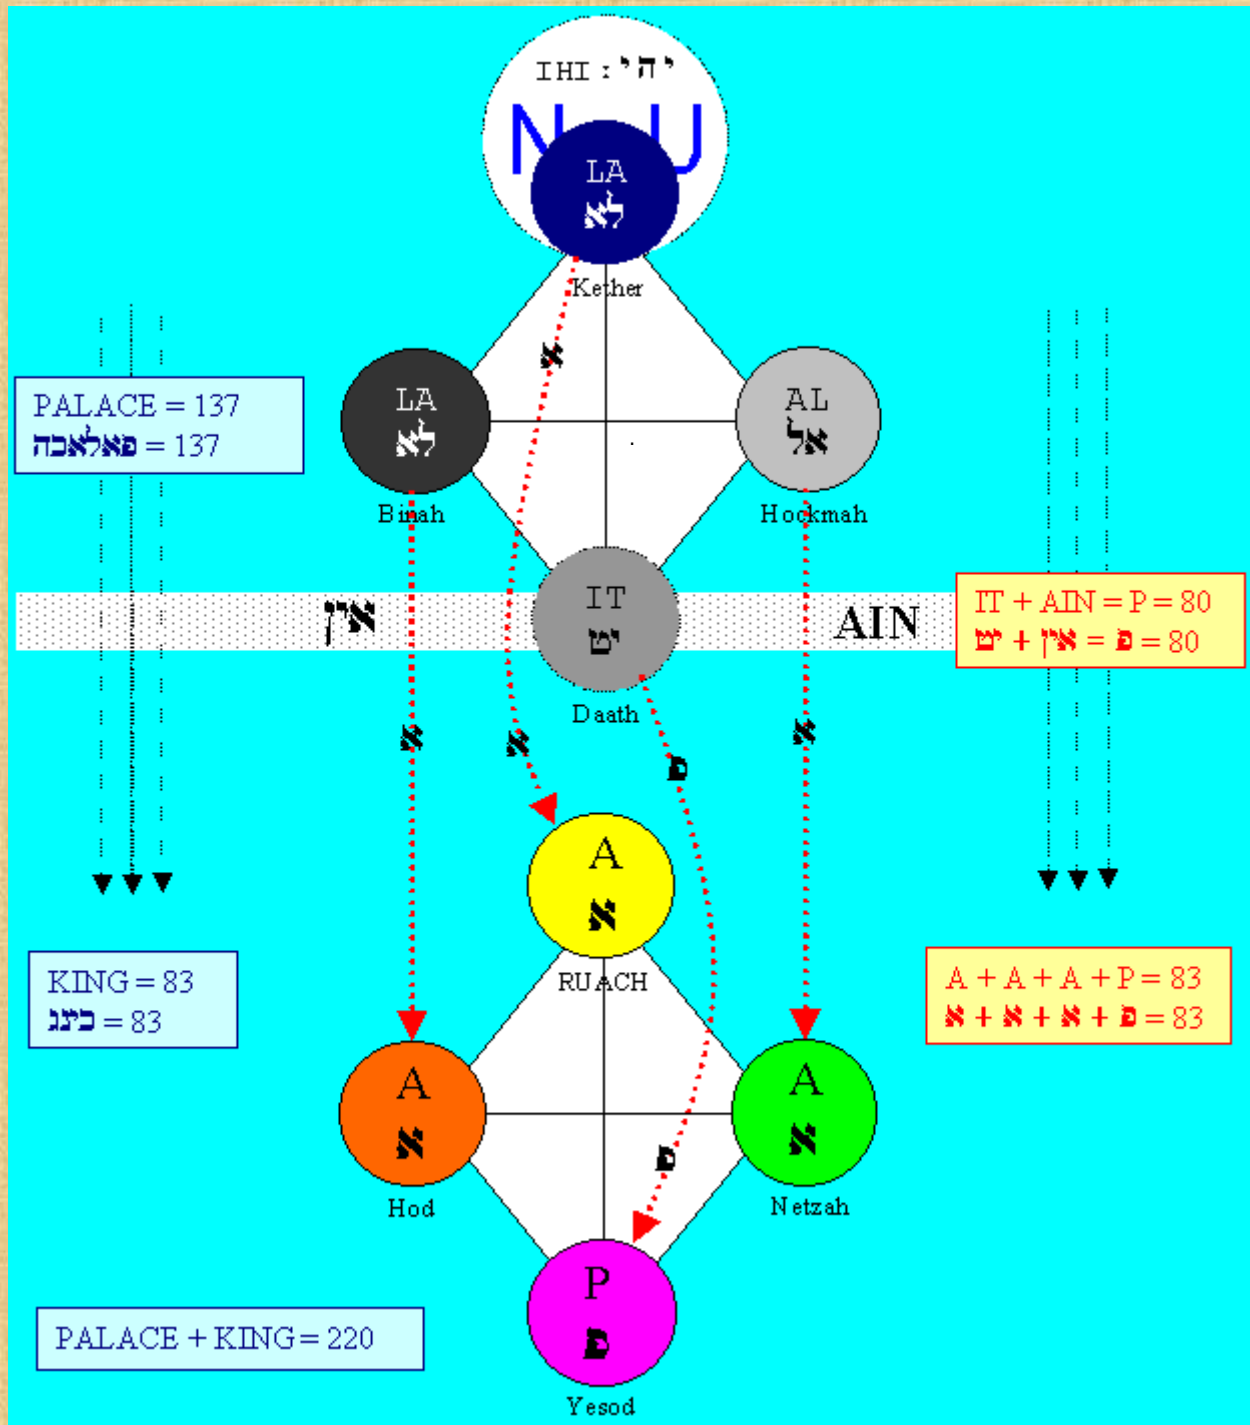 IHI : יהי
NU
LA
לא
Kether
א
PALACE = 137
פאלאכה = 137
LA
לא
Binah
AL
אל
Hockmah
אין
IT
יט
AIN
Daath
IT + AIN = P = 80
יט + אין = פ = 80
א
א
פ
א
A
א
RUACH
KING = 83
כינג = 83
A + A + A + P = 83
א + א + א + פ = 83
A
א
Hod
A
א
Netzah
פ
P
פ
Yesod
PALACE + KING = 220